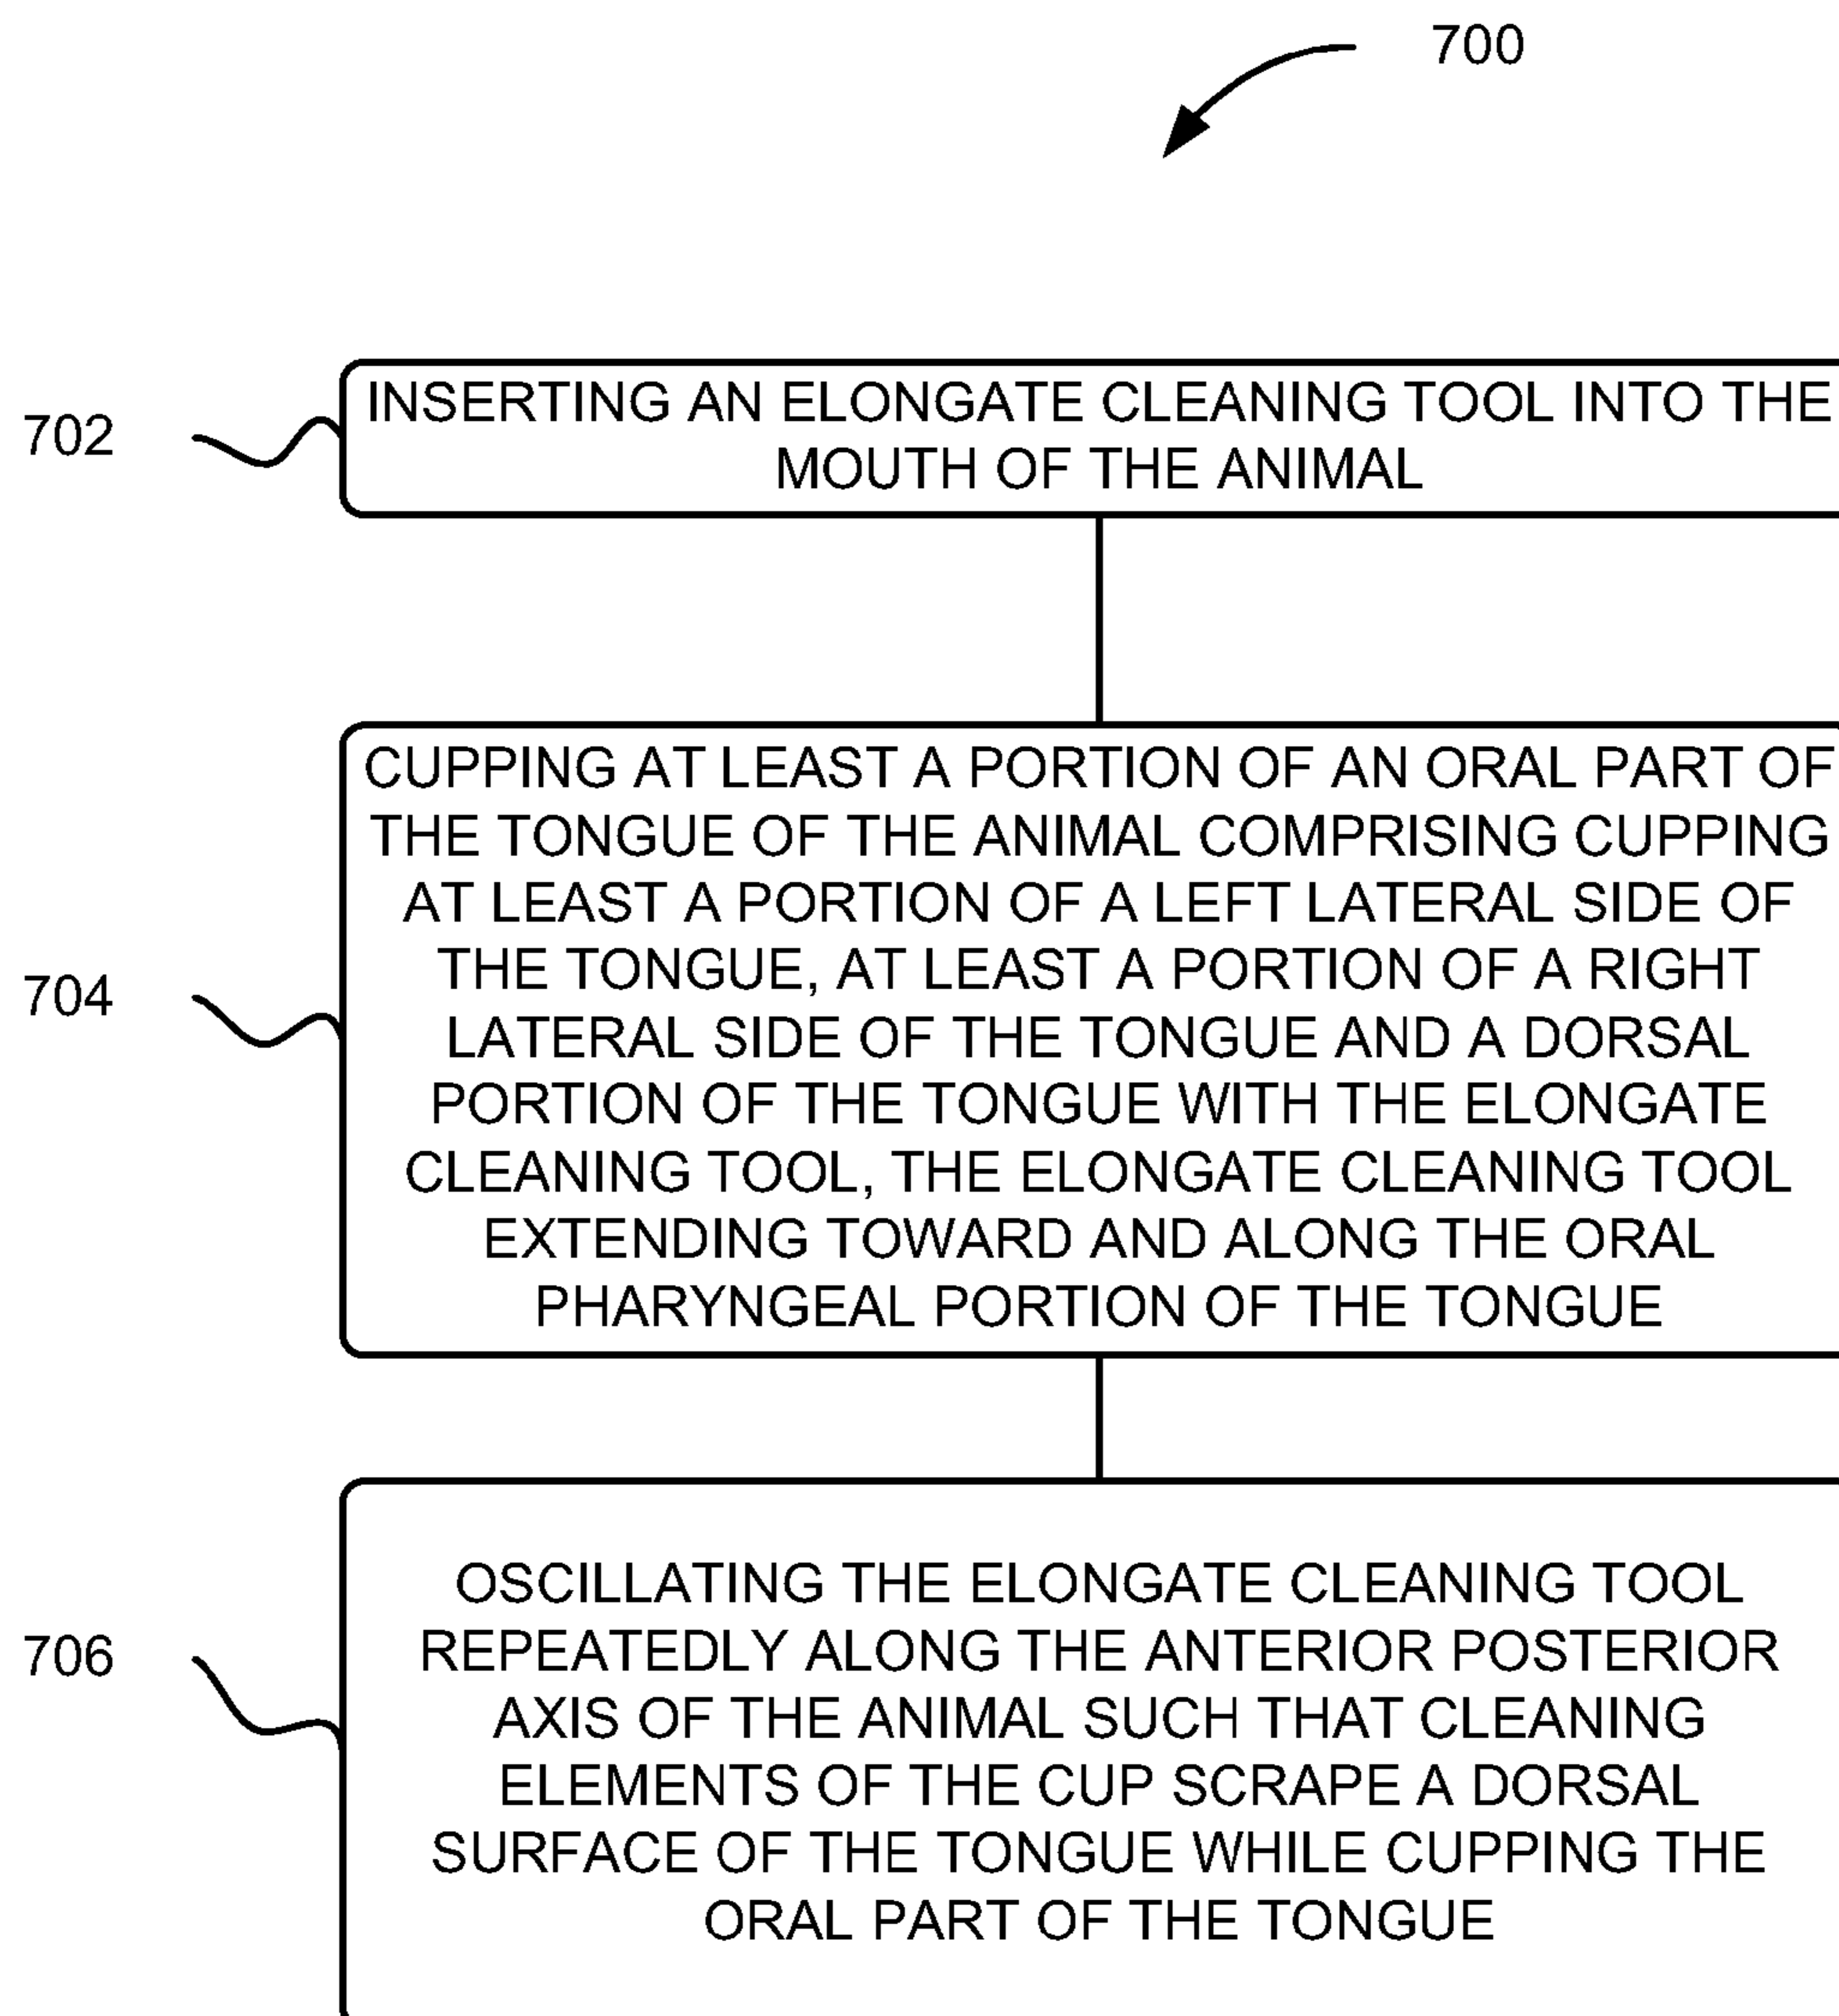 700
702
INSERTING AN ELONGATE CLEANING TOOL INTO THE
MOUTH OF THE ANIMAL
704
CUPPING AT LEAST A PORTION OF AN ORAL PART OF
THE TONGUE OF THE ANIMAL COMPRISING CUPPING
AT LEAST A PORTION OF A LEFT LATERAL SIDE OF
THE TONGUE, AT LEAST A PORTION OF A RIGHT
LATERAL SIDE OF THE TONGUE AND A DORSAL
PORTION OF THE TONGUE WITH THE ELONGATE
CLEANING TOOL, THE ELONGATE CLEANING TOOL
EXTENDING TOWARD AND ALONG THE ORAL
PHARYNGEAL PORTION OF THE TONGUE
706
OSCILLATING THE ELONGATE CLEANING TOOL
REPEATEDLY ALONG THE ANTERIOR POSTERIOR
AXIS OF THE ANIMAL SUCH THAT CLEANING
ELEMENTS OF THE CUP SCRAPE A DORSAL
SURFACE OF THE TONGUE WHILE CUPPING THE
ORAL PART OF THE TONGUE